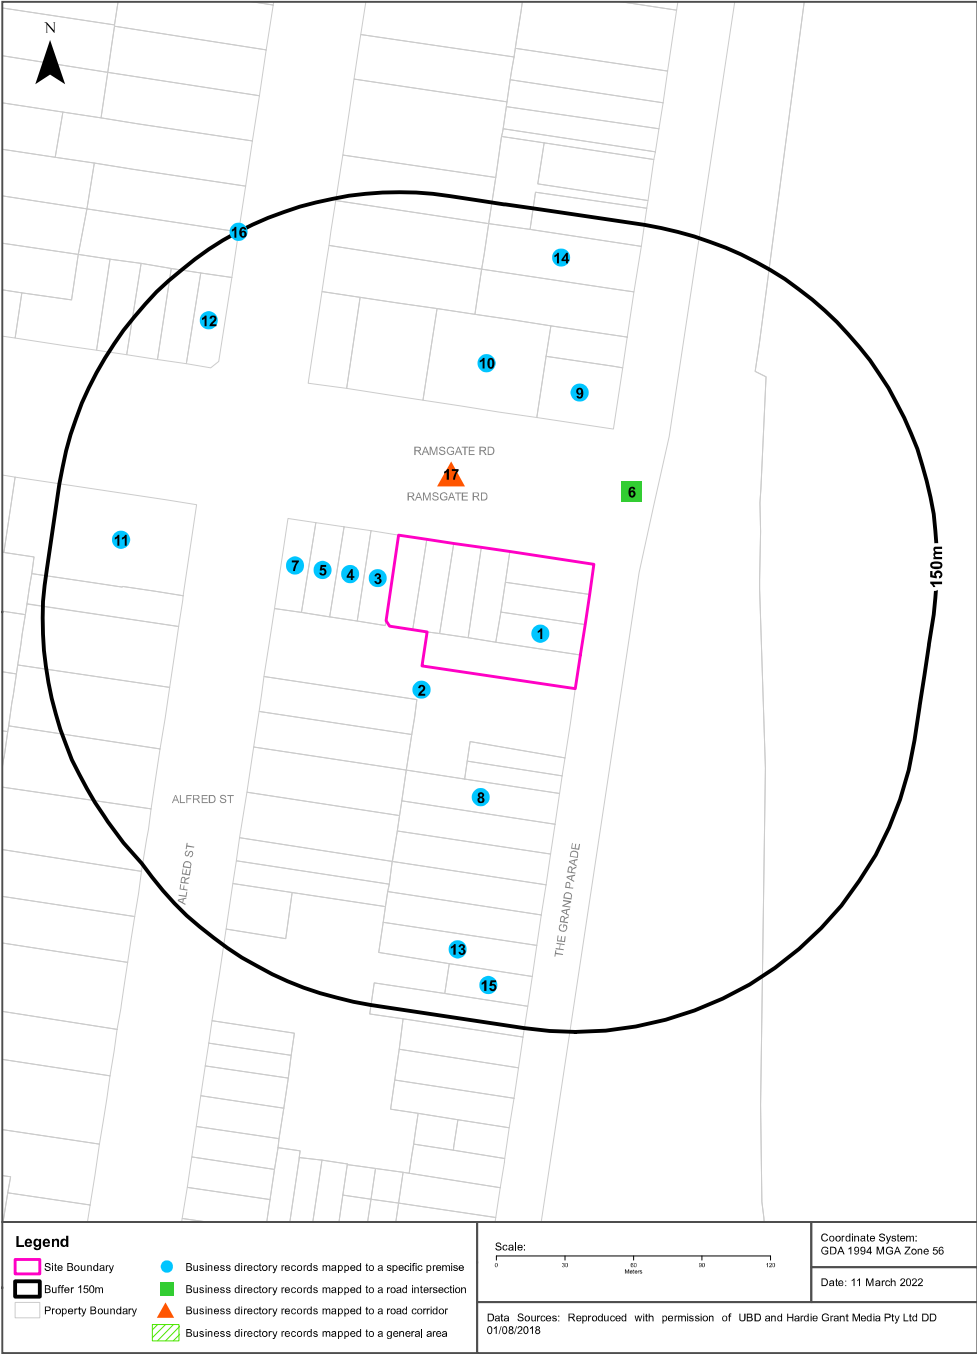 N
16
14
12
10
9
RAMSGATE RD
17
RAMSGATE RD
6
11
150m
7
5
4
3
1
2
8
ALFRED ST
ALFRED ST
THE GRAND PARADE
13
15
Legend
Site Boundary
Buffer 150m
Property Boundary
Business directory records mapped to a specific premise
Business directory records mapped to a road intersection
Business directory records mapped to a road corridor
Business directory records mapped to a general area
Scale:
0 30 60 90 120
Meters
Coordinate System:
GDA 1994 MGA Zone 56
Date: 11 March 2022
Data Sources: Reproduced with permission of UBD and Hardie Grant Media Pty Ltd DD
01/08/2018